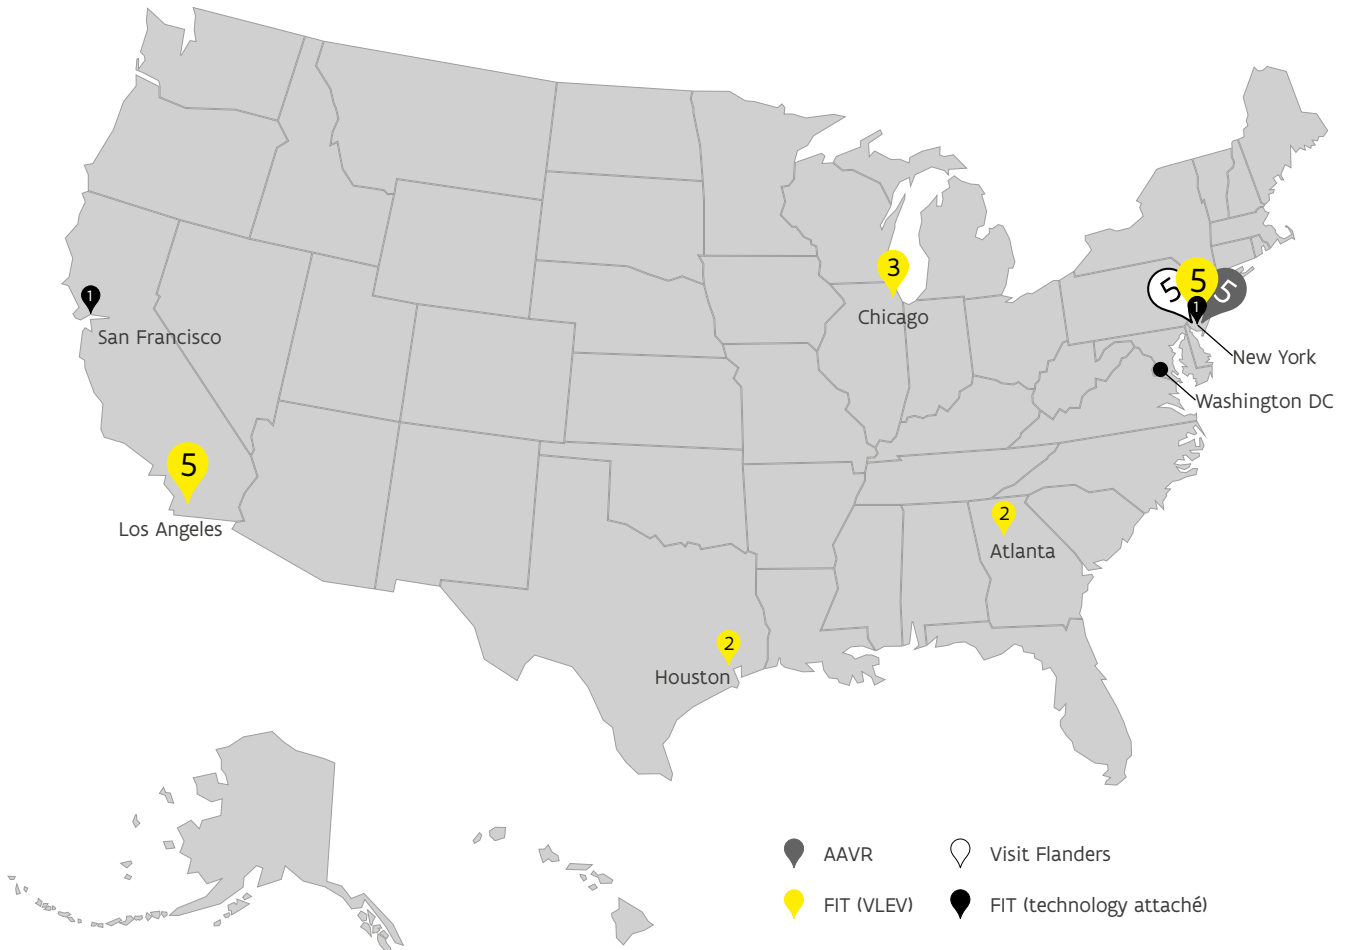 3
Chicago
5
5
5
1
New York
1
San Francisco
Washington DC
5
Los Angeles
2
Atlanta
2
Houston
AAVR
Visit Flanders
FIT (VLEV)
FIT (technology attaché)